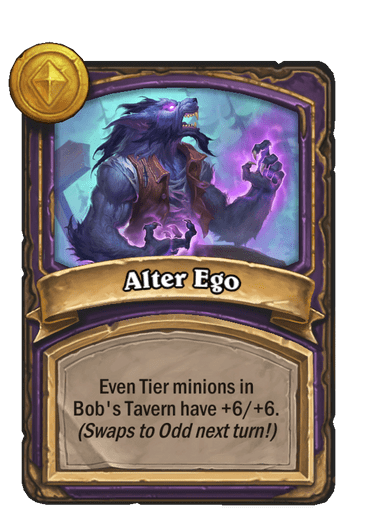 Alter Ego
Even Tier minions in
Bob's Tavern have +6/+6.
(Swaps to Odd next turn!)